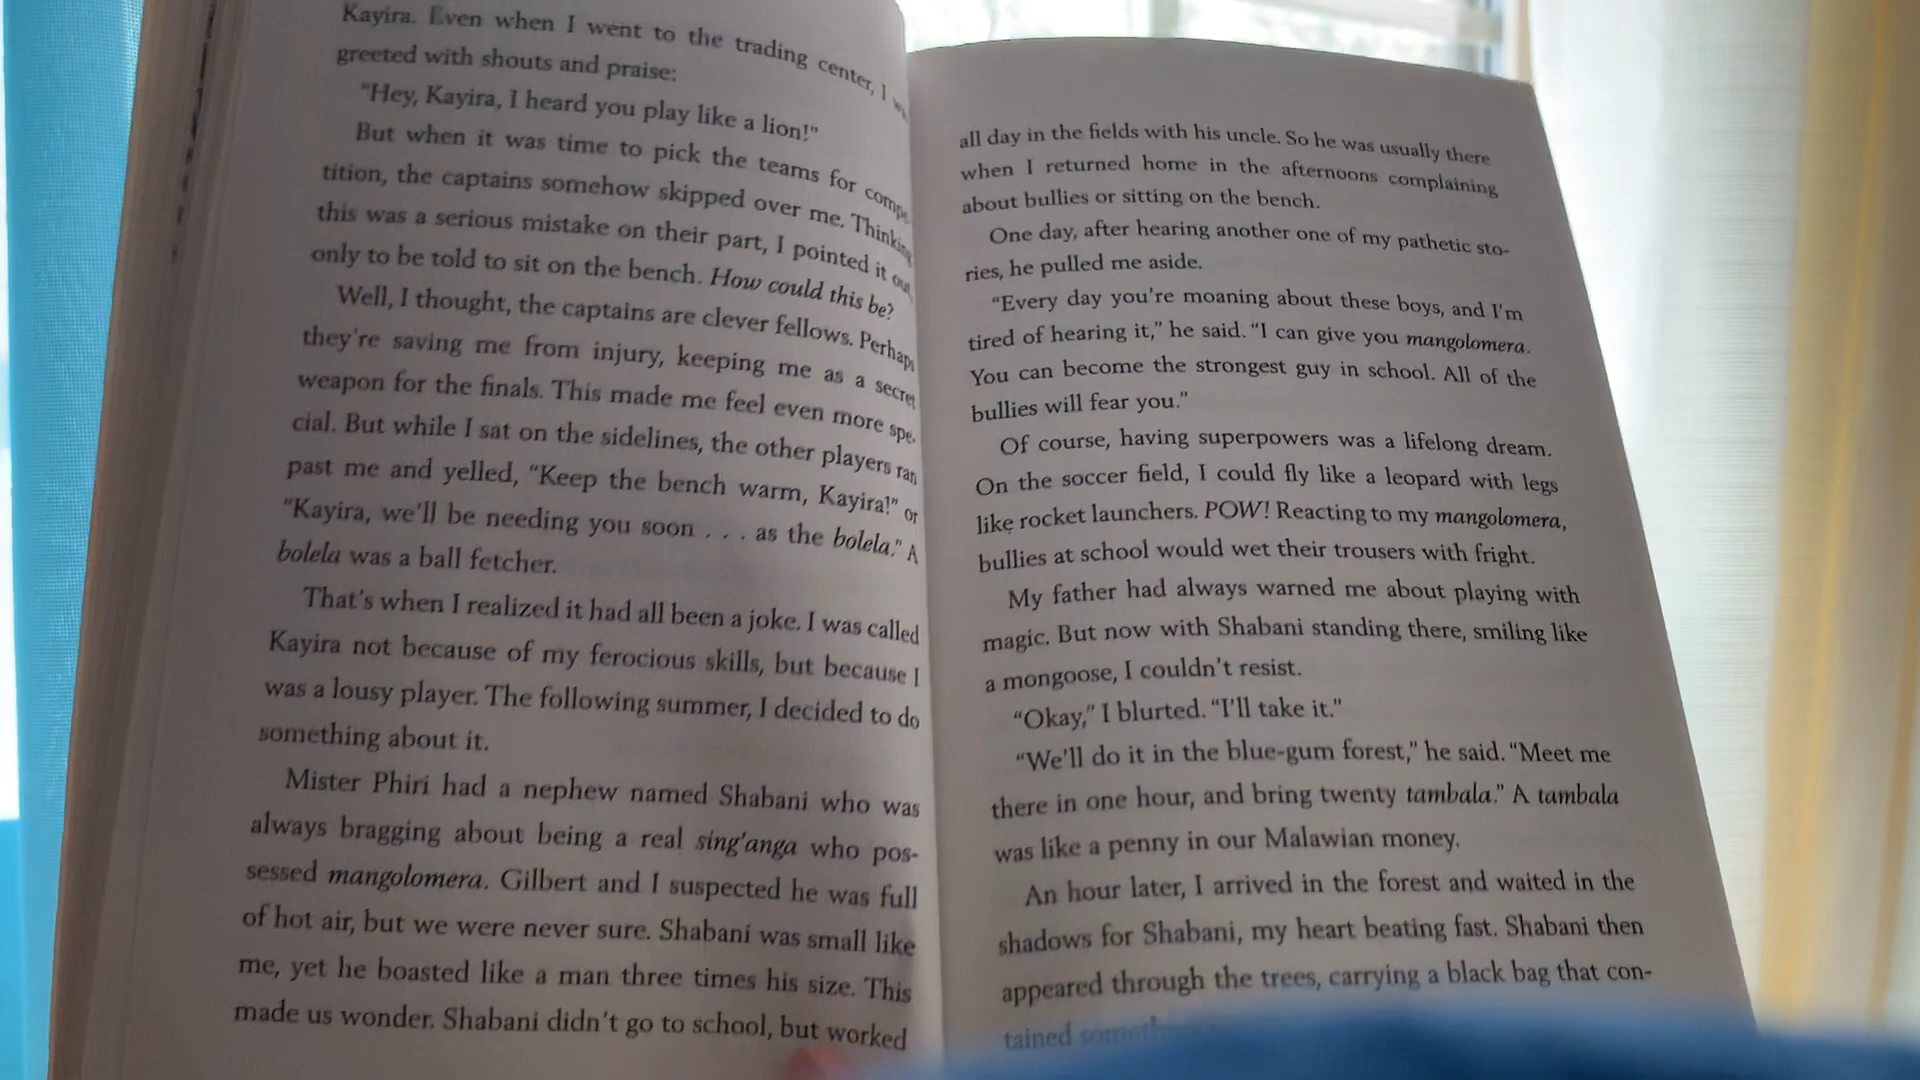 Kayira. Even when I went to the trading center, I
greeted with shouts and praise:
“Hey, Kayira, I heard you play like a lion!”
But when it was time to pick the teams for compe
tition, the captains somehow skipped over me. Thinking
this was a serious mistake on their part, I pointed it out,
only to be told to sit on the bench. How could this be?
Well, I thought, the captains are clever fellows. Perhaps
they’re saving me from injury, keeping me as a secret
weapon for the finals. This made me feel even more spe-
cial. But while I sat on the sidelines, the other players ran
past me and yelled, “Keep the bench warm, Kayira!” or
“Kayira, we’ll be needing you soon . . . as the bolela.” A
bolela was a ball fetcher.
That’s when I realized it had all been a joke. I was called
Kayira not because of my ferocious skills, but because I
was a lousy player. The following summer, I decided to do
something about it.
Mister Phiri had a nephew named Shabani who was
always bragging about being a real sing’anga who pos-
sessed mangolomera. Gilbert and I suspected he was full
of hot air, but we were never sure. Shabani was small like
me, yet he boasted like a man three times his size. This
made us wonder. Shabani didn’t go to school, but worked
all day in the fields with his uncle. So he was usually there
when I returned home in the afternoons complaining
about bullies or sitting on the bench.
One day, after hearing another one of my pathetic sto-
ries, he pulled me aside.
“Every day you’re moaning about these boys, and I’m
tired of hearing it,” he said. “I can give you mangolomera.
You can become the strongest guy in school. All of the
bullies will fear you.”
Of course, having superpowers was a lifelong dream.
On the soccer field, I could fly like a leopard with legs
like rocket launchers. POW! Reacting to my mangolomera,
bullies at school would wet their trousers with fright.
My father had always warned me about playing with
magic. But now with Shabani standing there, smiling like
a mongoose, I couldn’t resist.
“Okay,” I blurted. “I’ll take it.”
“We’ll do it in the blue-gum forest,” he said. “Meet me
there in one hour, and bring twenty tambala.” A tambala
was like a penny in our Malawian money.
An hour later, I arrived in the forest and waited in the
shadows for Shabani, my heart beating fast. Shabani then
appeared through the trees, carrying a black bag that con-
tained